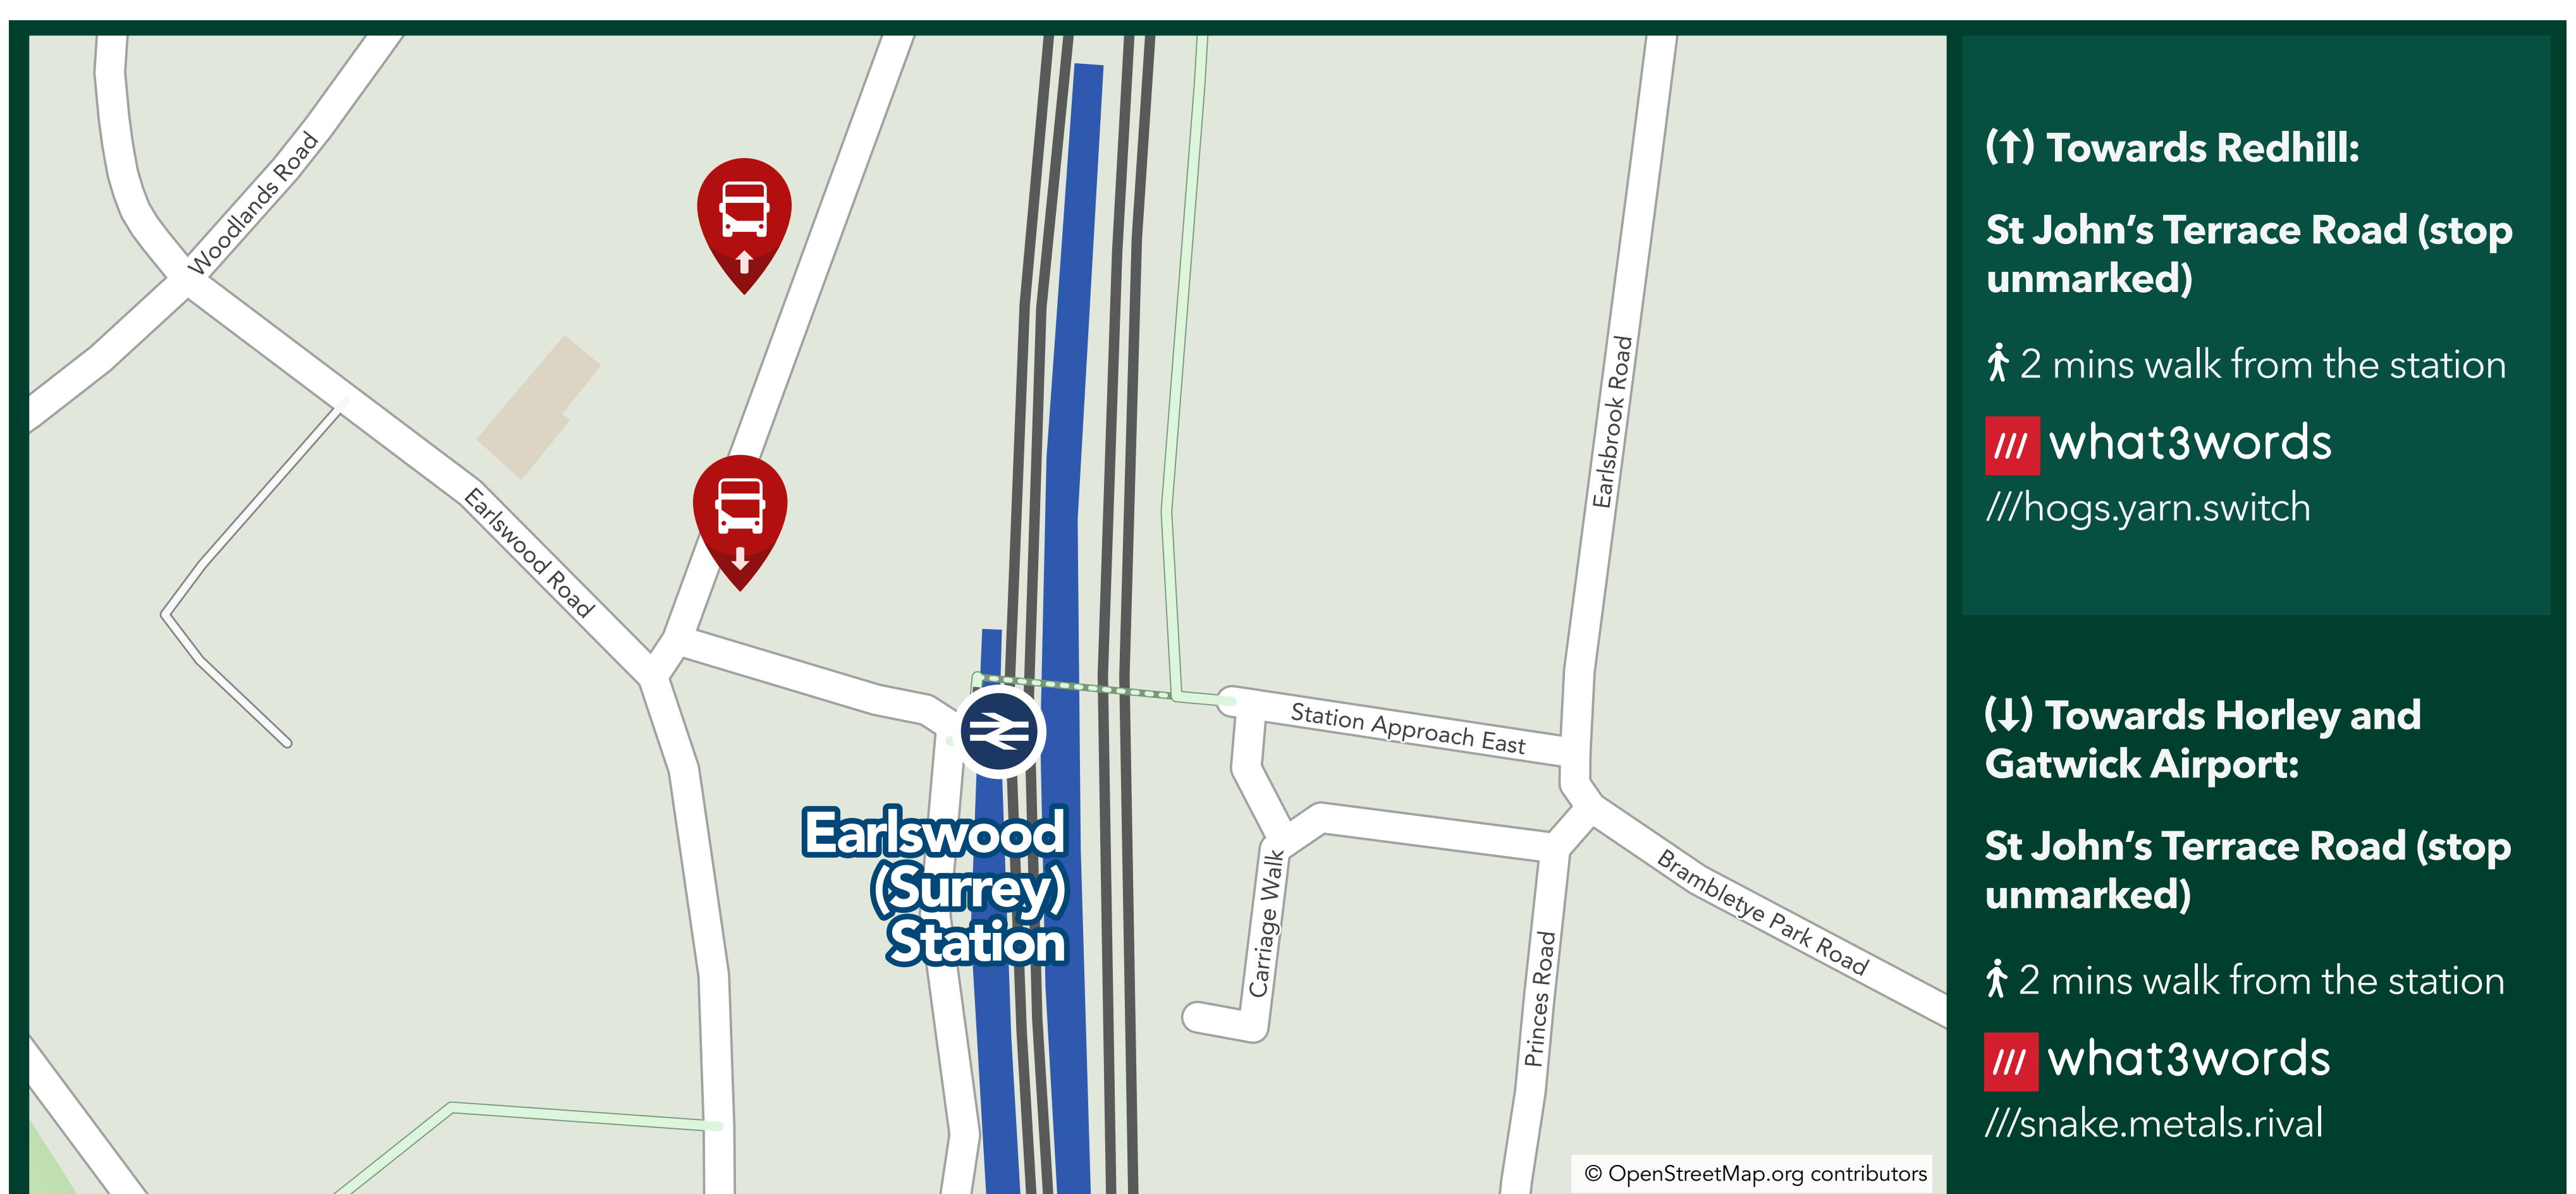 Woodlands Road
Earlswood Road
Earlsbrook Road
Station Approach East
Earlswood
(Surrey)
Station
Carriage Walk
Princes Road
Brambletye Park Road
© OpenStreetMap.org contributors
(↑) Towards Redhill:
St John’s Terrace Road (stop
unmarked)
2 mins walk from the station
/// what3words
///hogs.yarn.switch
(↓) Towards Horley and
Gatwick Airport:
St John’s Terrace Road (stop
unmarked)
2 mins walk from the station
/// what3words
///snake.metals.rival